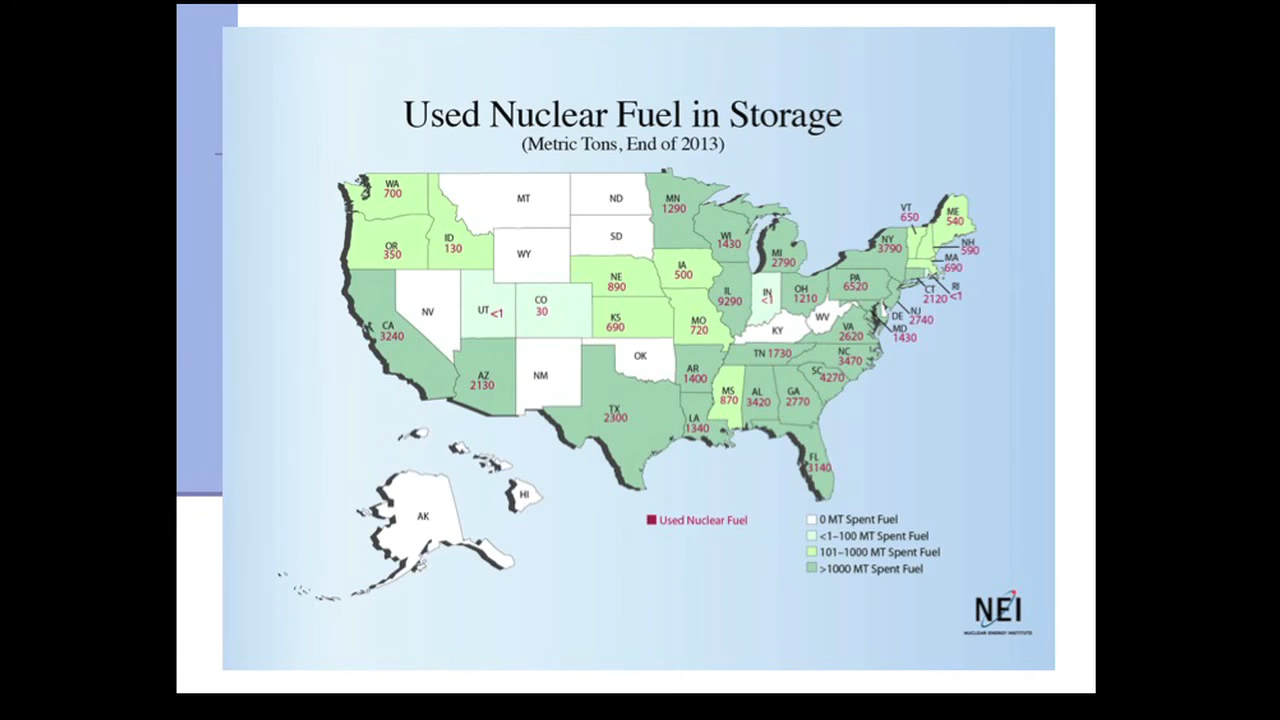 Used Nuclear Fuel in Storage
(Metric Tons, End of 2013)
WA
700
MT
ND
MN
1290
VT
650
ME
540
OR
350
ID
130
SD
WI
1430
MI
2790
NY
3790
NH
590
MA
690
WY
IA
500
NE
890
PA
6520
RI
<1
CT
2120
NV
UT <1
CO
30
IL
9290
IN
<1
OH
1210
NJ
2740
DE
MD
1430
CA
3240
KS
690
MO
720
KY
WV
VA
2620
TN 1730
NC
3470
AZ
2130
NM
OK
AR
1400
SC
4270
TX
2300
LA
1340
MS
870
AL
3420
GA
2770
FL
3140
AK
HI
Used Nuclear Fuel
0 MT Spent Fuel
<1–100 MT Spent Fuel
101–1000 MT Spent Fuel
>1000 MT Spent Fuel
NEI
NUCLEAR ENERGY INSTITUTE